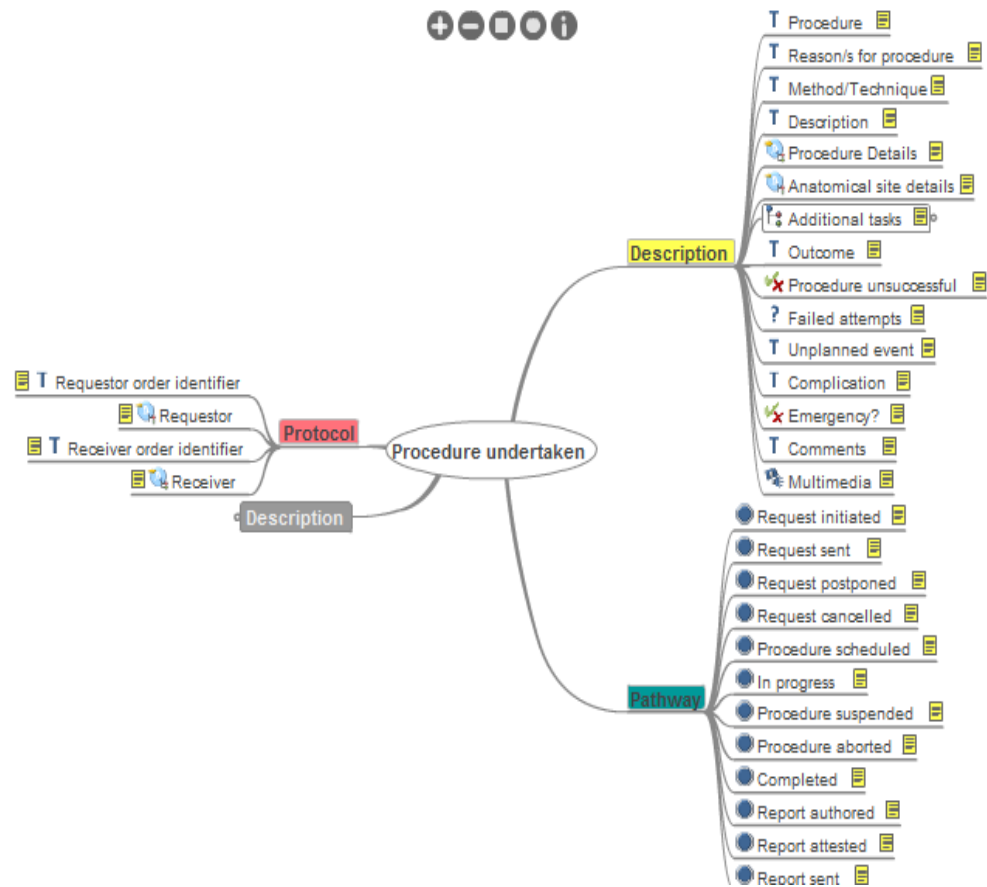 Procedure
Reason/s for procedure
Method/Technique
Description
Procedure Details
Anatomical site details
Additional tasks
Outcome
Procedure unsuccessful
Failed attempts
Unplanned event
Complication
Emergency?
Comments
Multimedia
Description
Requestor order identifier
Requestor
Receiver order identifier
Receiver
Protocol
Procedure undertaken
Description
Pathway
Request initiated
Request sent
Request postponed
Request cancelled
Procedure scheduled
In progress
Procedure suspended
Procedure aborted
Completed
Report authored
Report attested
Report sent